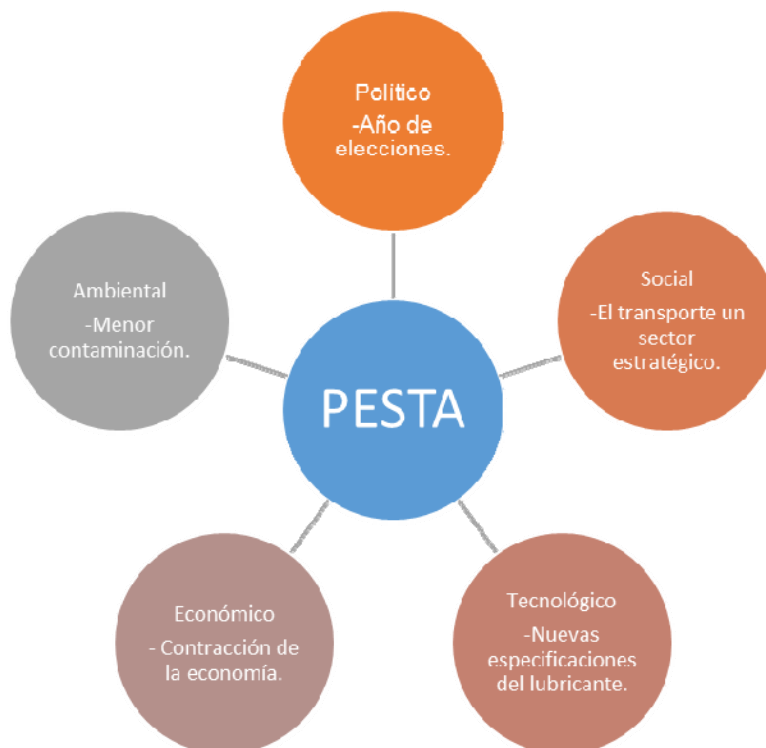 Político
-Año de
elecciones.
Social
-El transporte un
sector
estratégico.
Tecnológico
-Nuevas
especificaciones
del lubricante.
Económico
- Contracción de
la economía.
Ambiental
-Menor
contaminación.
PESTA